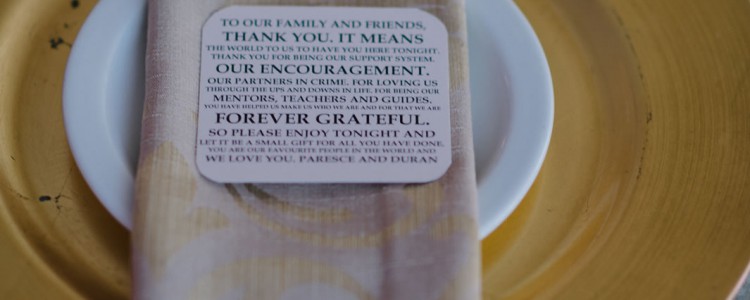 TO OUR FAMILY AND FRIENDS,
THANK YOU. IT MEANS
THE WORLD TO US TO HAVE YOU HERE TONIGHT.
THANK YOU FOR BEING OUR SUPPORT SYSTEM.
OUR ENCOURAGEMENT.
OUR PARTNERS IN CRIME. FOR LOVING US
THROUGH THE UPS AND DOWNS IN LIFE. FOR BEING OUR
MENTORS, TEACHERS AND GUIDES.
YOU HAVE HELPED US MAKE US WHO WE ARE AND FOR THAT WE ARE
FOREVER GRATEFUL.
SO PLEASE ENJOY TONIGHT AND
LET IT BE A SMALL GIFT FOR ALL YOU HAVE DONE.
YOU ARE OUR FAVOURITE PEOPLE IN THE WORLD AND
WE LOVE YOU. PARESCE AND DURAN